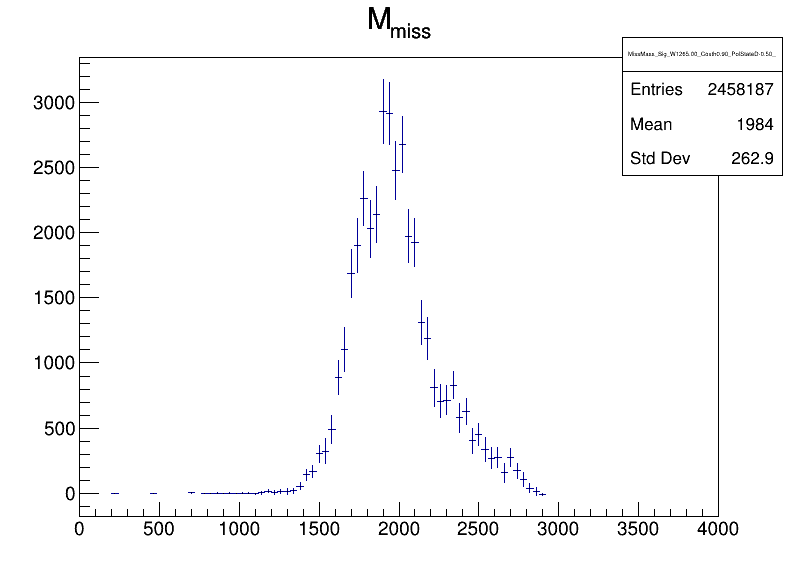 M_miss
MissMass_Sig_W1265.00_Costh0.90_PolStateD-0.50_
Entries 2458187
Mean 1984
Std Dev 262.9
3000
2500
2000
1500
1000
500
0
0 500 1000 1500 2000 2500 3000 3500 4000